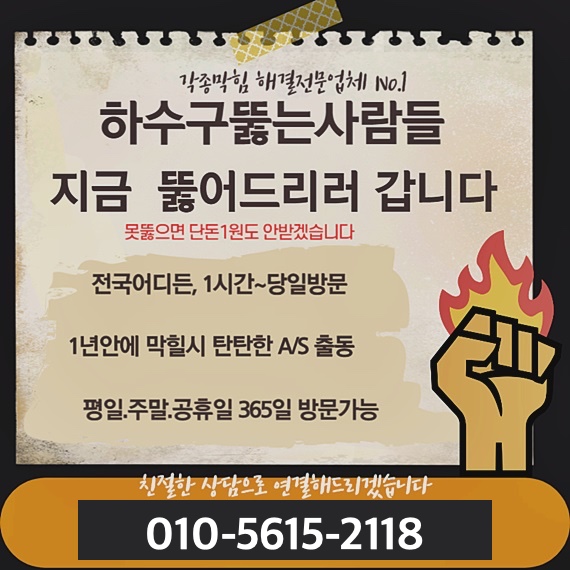 각종막힘 해결전문업체 No.1
하수구뚫는사람들
지금 뚫어드리러 갑니다
못뚫으면 단돈1원도 안받겠습니다
전국어디든, 1시간~당일방문
1년안에 막힐시 탄탄한 A/S 출동
평일.주말.공휴일 365일 방문가능
친절한 상담으로 연결해드리겠습니다
010-5615-2118